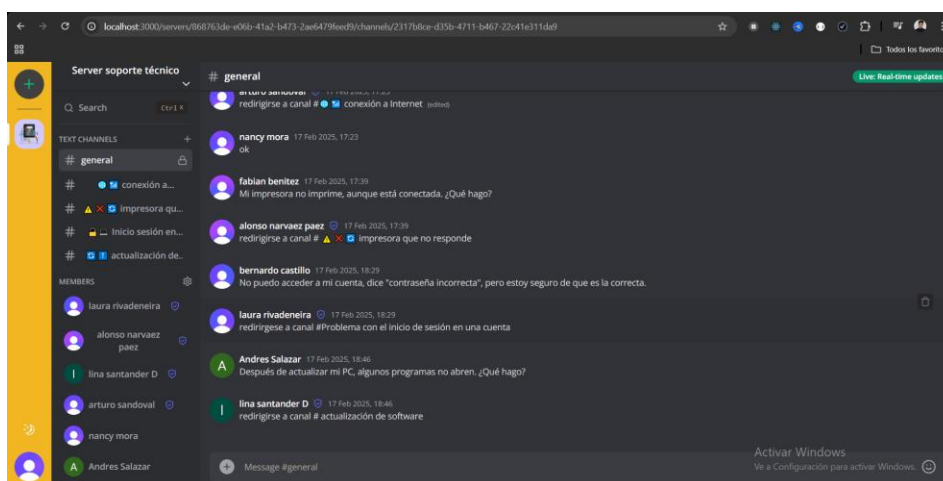 localhost:3000/servers/868763de-e06b-41a2-b473-2ae6479feed9/channels/2317b8ce-d35b-4711-b467-22c41e311da9
Todos los favorito
Server soporte técnico
# general
Live: Real-time updates
Search
Ctrl K
TEXT CHANNELS
# general
# conexión a...
# impresora qu...
# Inicio sesión en...
# actualización de..
MEMBERS
laura rivadeneira
alonso narvaez
paez
lina santander D
arturo sandoval
nancy mora
A Andres Salazar
arturo sandoval 17 Feb 2025, 17:23
redirigirse a canal # conexión a Internet (edited)
nancy mora 17 Feb 2025, 17:23
ok
fabian benitez 17 Feb 2025, 17:39
Mi impresora no imprime, aunque está conectada. ¿Qué hago?
alonso narvaez paez 17 Feb 2025, 17:39
redirigirse a canal # impresora que no responde
bernardo castillo 17 Feb 2025, 18:29
No puedo acceder a mi cuenta, dice "contraseña incorrecta", pero estoy seguro de que es la correcta.
laura rivadeneira 17 Feb 2025, 18:29
redirirgese a canal #Problema con el inicio de sesión en una cuenta
A Andres Salazar 17 Feb 2025, 18:46
Después de actualizar mi PC, algunos programas no abren. ¿Qué hago?
lina santander D 17 Feb 2025, 18:46
redirigirse a canal # actualización de software
Message #general
Activar Windows
Ve a Configuración para activar Windows.